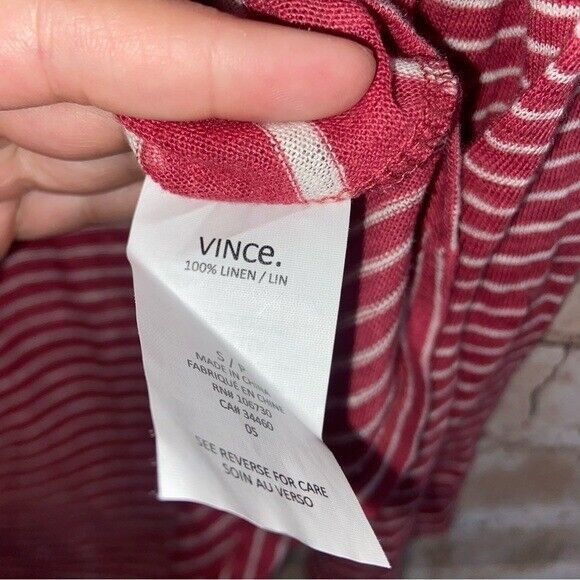 VINCE.
100% LINEN / LIN
S / P
MADE IN CHINA
FABRIQUÉ EN CHINE
RN# 106730
CA# 34460
05
SEE REVERSE FOR CARE
SOIN AU VERSO